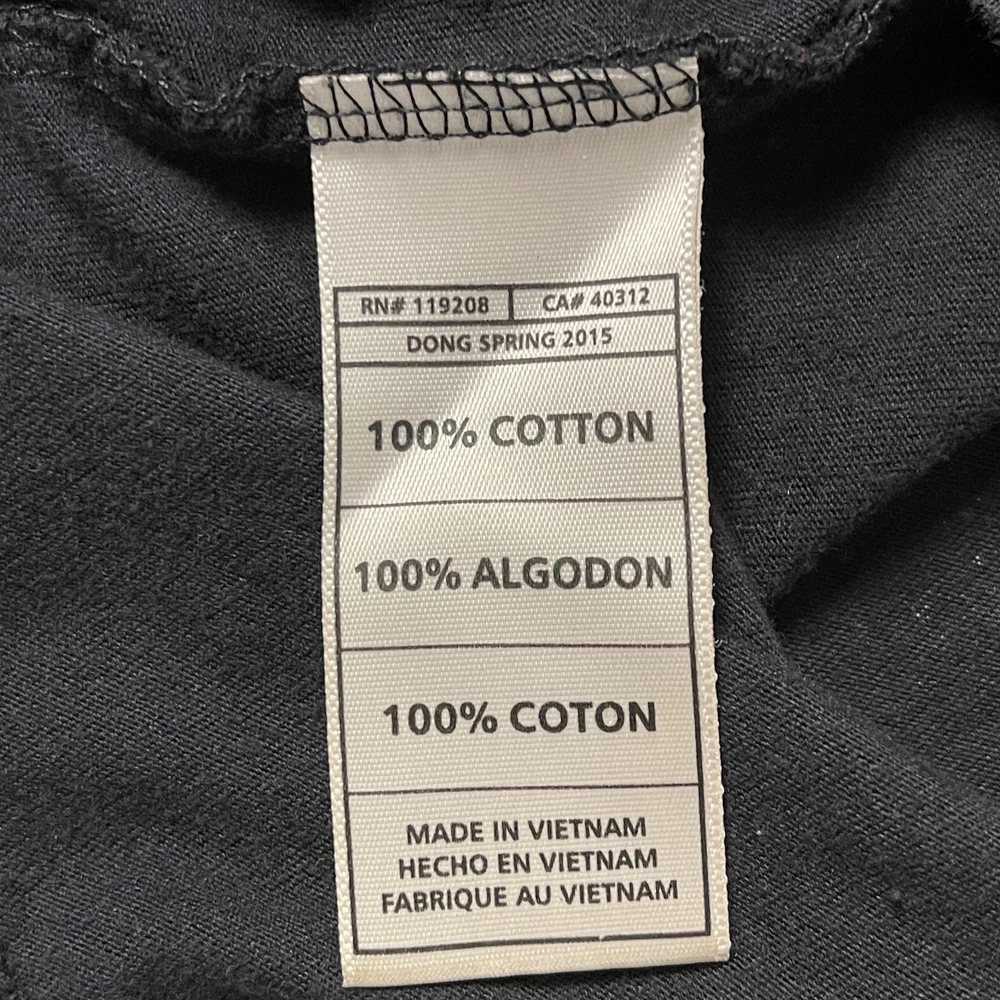 RN# 119208 CA# 40312
DONG SPRING 2015
100% COTTON
100% ALGODON
100% COTON
MADE IN VIETNAM
HECHO EN VIETNAM
FABRIQUE AU VIETNAM